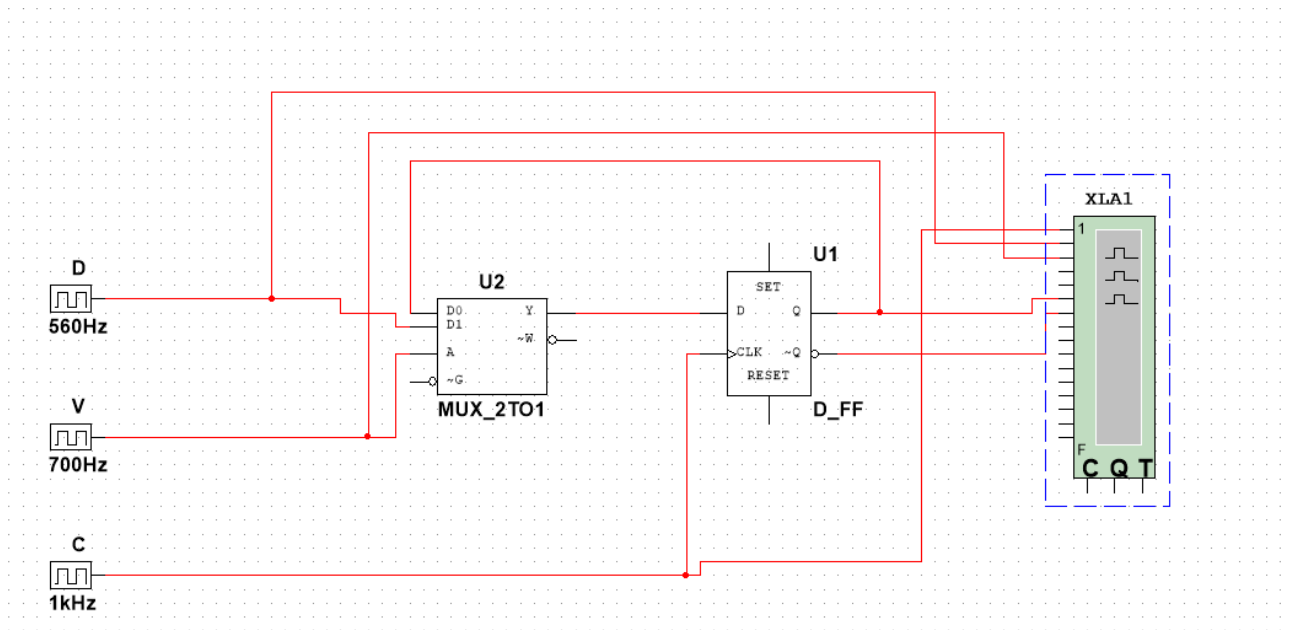 XLA1
1
U1
D
560Hz
U2
SET
D0 Y
D1
~W
A
~G
MUX_2TO1
D Q
CLK ~Q
RESET
D_FF
V
700Hz
F
C Q T
C
1kHz